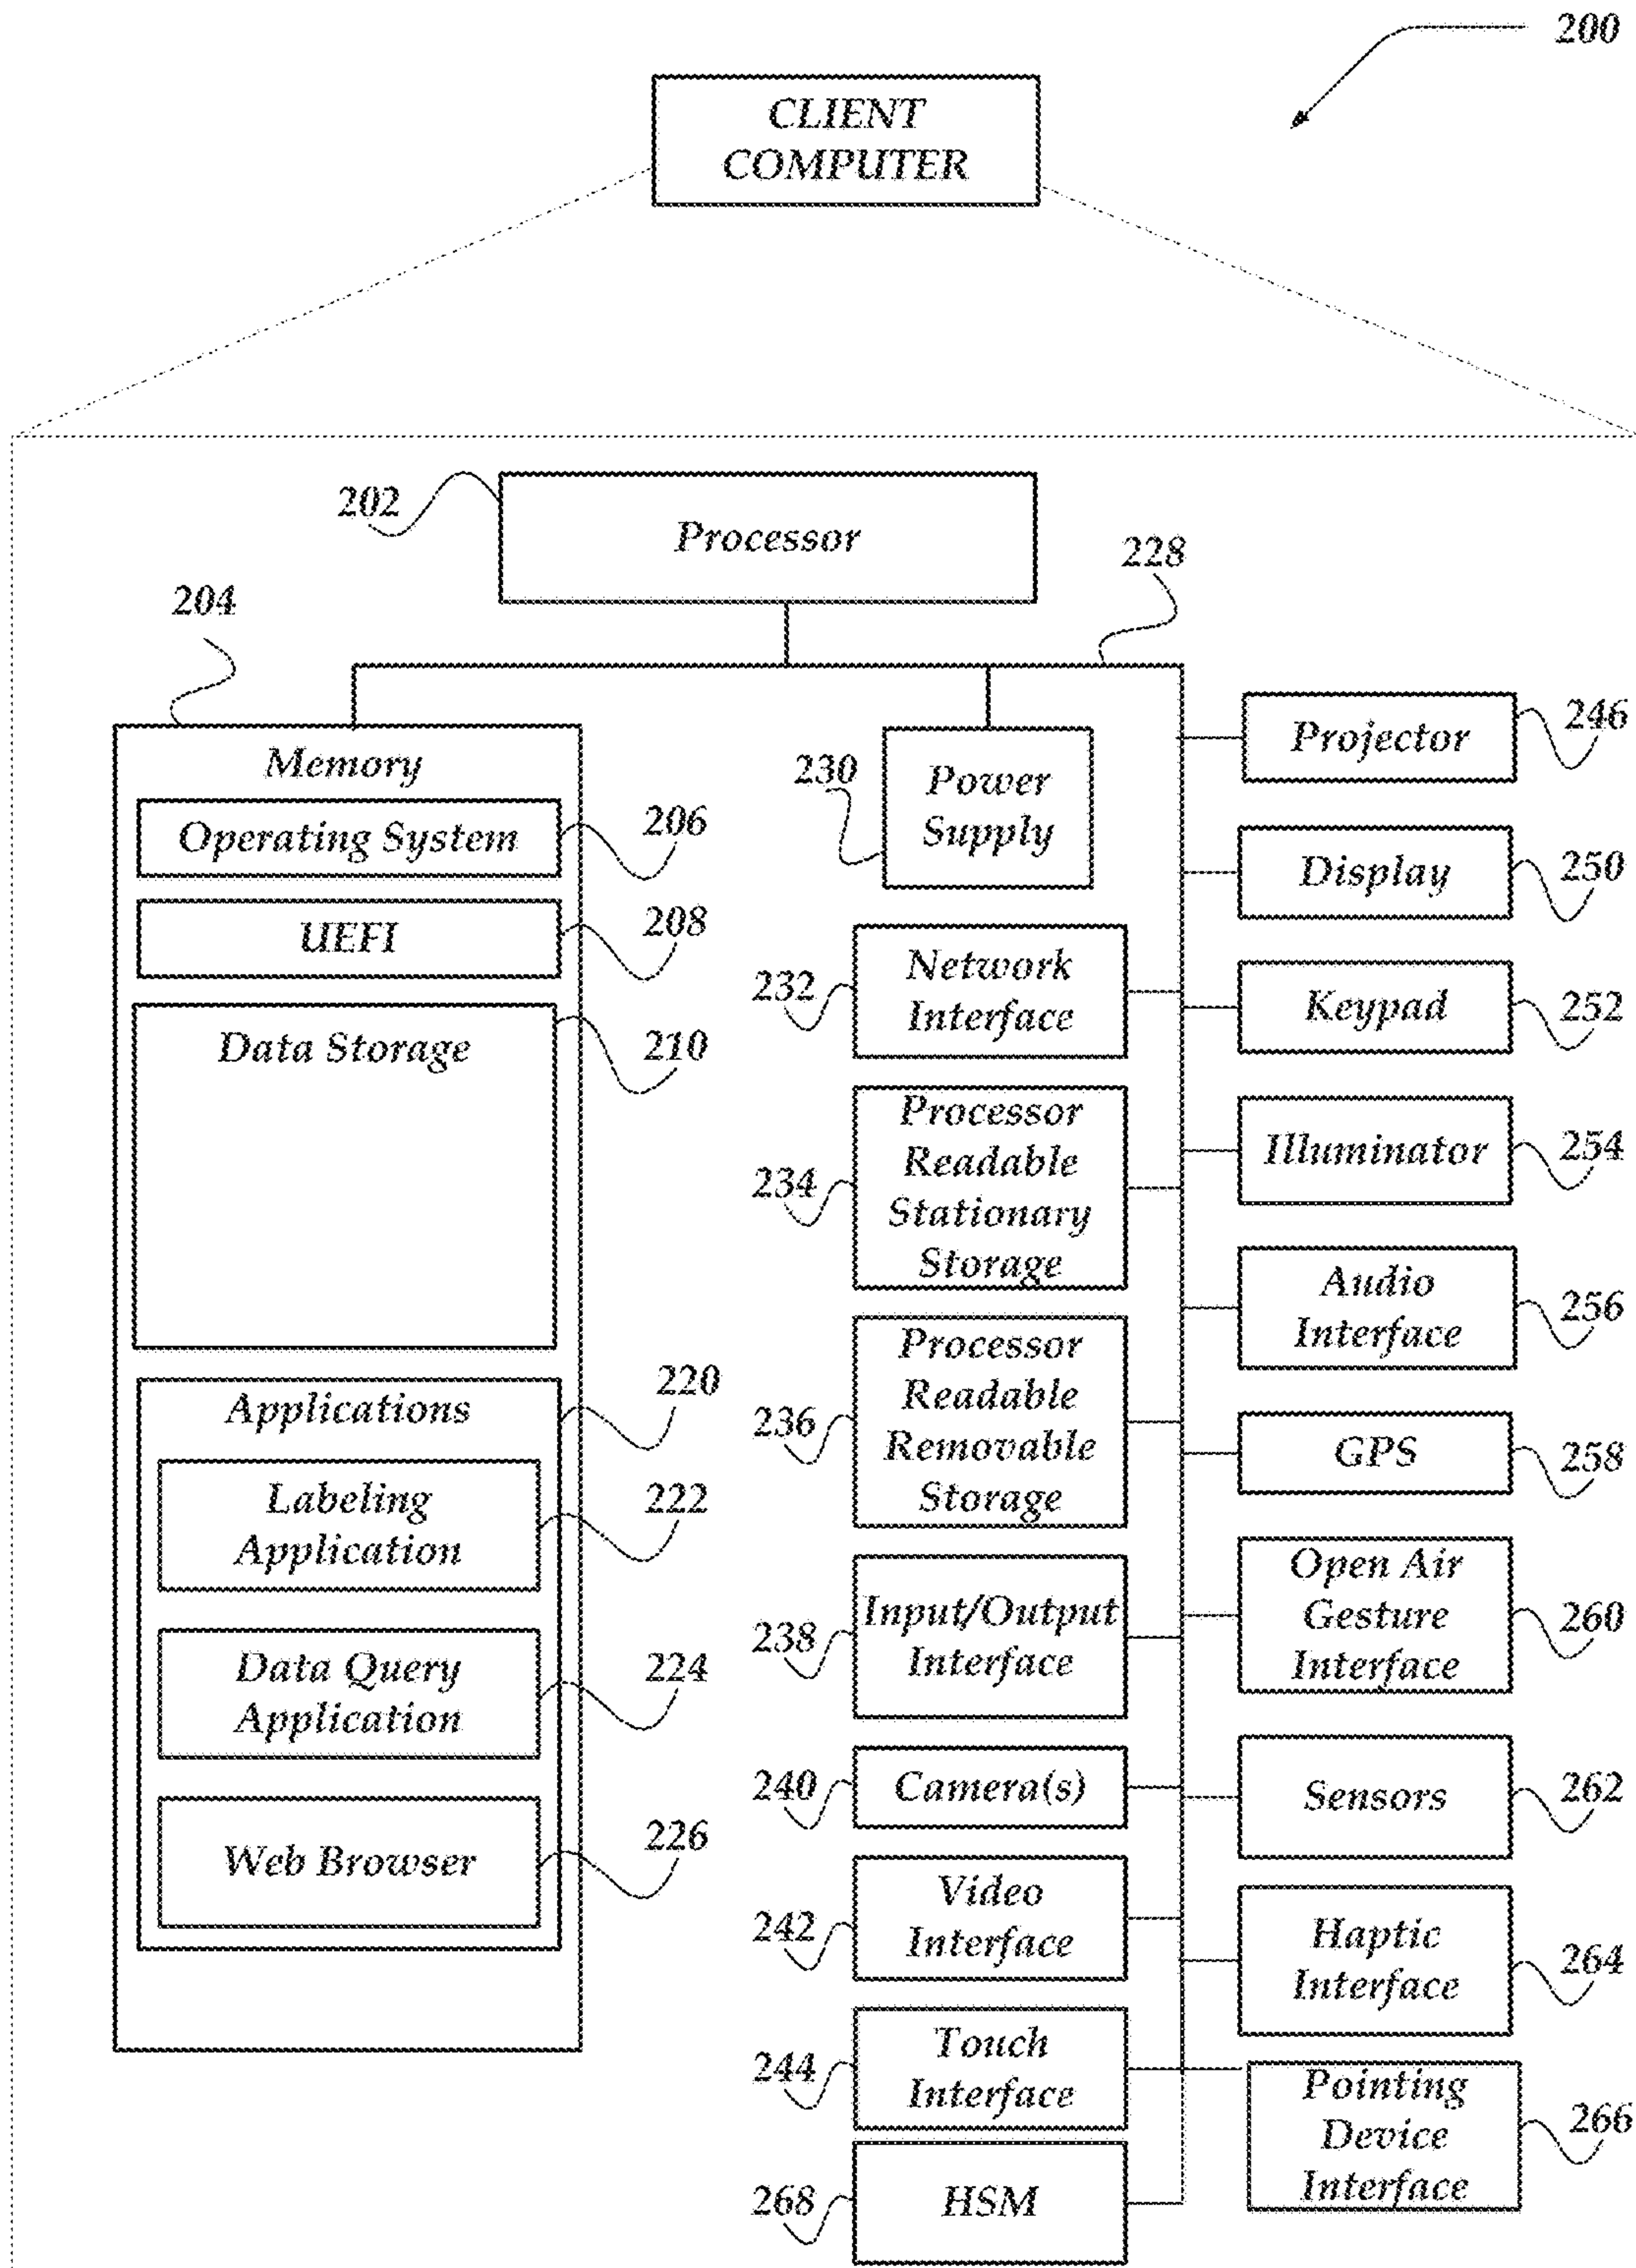 200
CLIENT
COMPUTER
202
Processor
228
204
Memory
Operating System
206
UEFI
208
Data Storage
210
Applications
220
Labeling
Application
222
Data Query
Application
224
Web Browser
226
230
Power
Supply
232
Network
Interface
234
Processor
Readable
Stationary
Storage
236
Processor
Readable
Removable
Storage
238
Input/Output
Interface
240
Camera(s)
242
Video
Interface
244
Touch
Interface
268
HSM
Projector
246
Display
250
Keypad
252
Illuminator
254
Audio
Interface
256
GPS
258
Open Air
Gesture
Interface
260
Sensors
262
Haptic
Interface
264
Pointing
Device
Interface
266